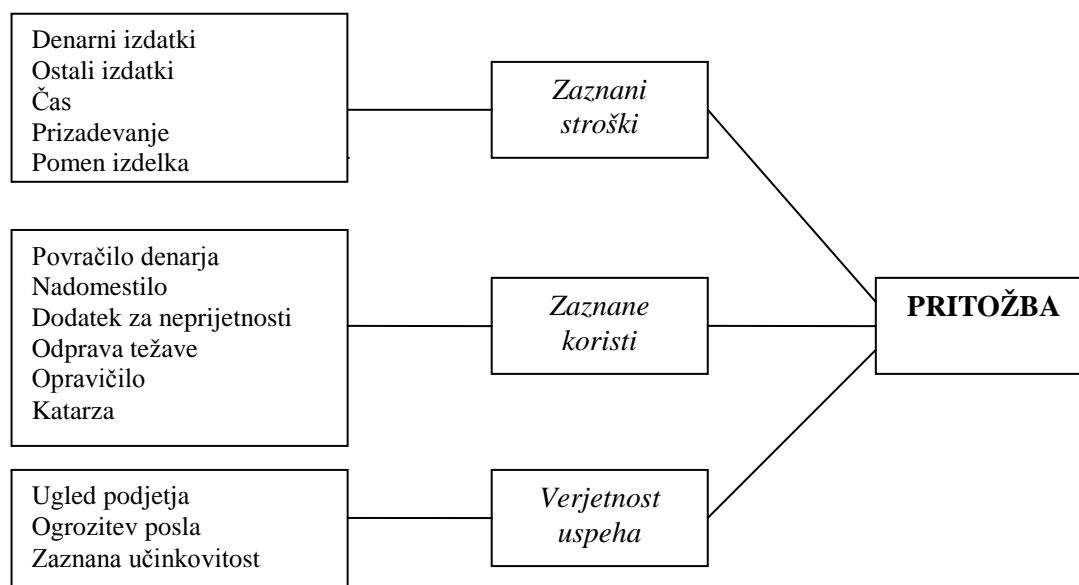 Denarni izdatki
Ostali izdatki
Čas
Prizadevanje
Pomen izdelka
Zaznani
stroški
Povračilo denarja
Nadomestilo
Dodatek za neprijetnosti
Odprava težave
Opravičilo
Katarza
Zaznane
koristi
PRITOŽBA
Ugled podjetja
Ogrozitev posla
Zaznana učinkovitost
Verjetnost
uspeha